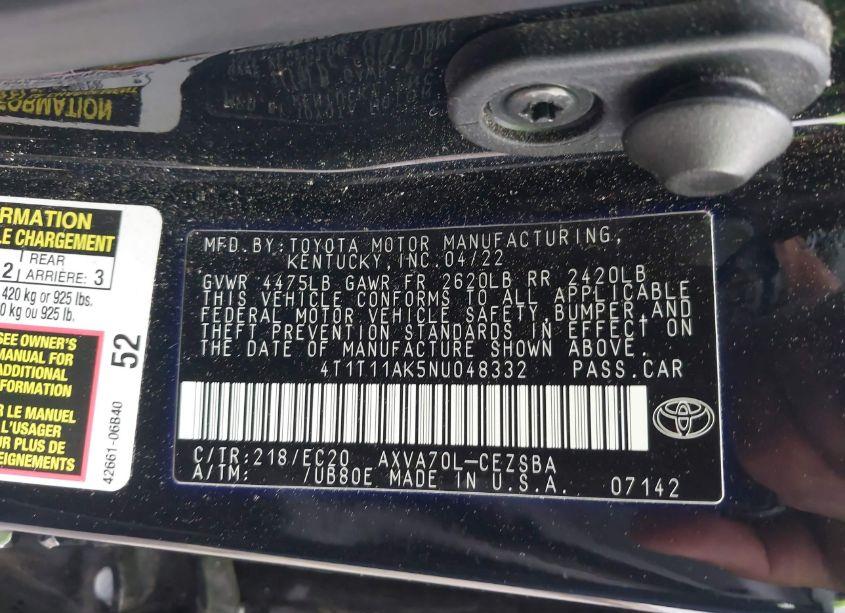 ORMATION
LE CHARGEMENT
REAR
2 ARRIÈRE: 3
420 kg or 925 lbs.
0 kg ou 925 lb.
SEE OWNER'S
MANUAL FOR
ADDITIONAL
INFORMATION
R LE MANUEL
L'USAGER
UR PLUS DE
SEIGNEMENTS
52
42661-06B40
MFD.BY:TOYOTA MOTOR MANUFACTURING,
KENTUCKY, INC.04/22
GVWR 4475LB GAWR FR 2620LB RR 2420LB
THIS VEHICLE CONFORMS TO ALL APPLICABLE
FEDERAL MOTOR VEHICLE SAFETY,BUMPER,AND
THEFT PREVENTION STANDARDS IN EFFECT ON
THE DATE OF MANUFACTURE SHOWN ABOVE.
4T1T11AK5NU048332 PASS.CAR
C/TR:218/EC20 AXVA70L-CEZSBA
A/TM: /UB80E MADE IN U.S.A. 07142